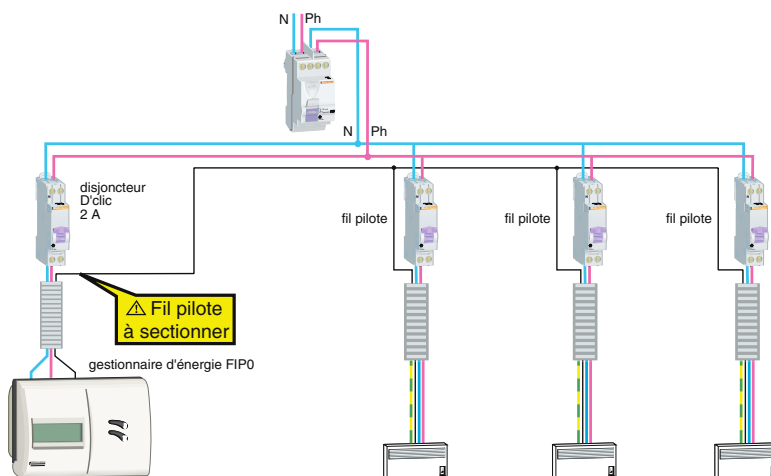 N
Ph
N
Ph
disjoncteur
D'clic
2 A
fil pilote
fil pilote
fil pilote
⚠ Fil pilote
à sectionner
gestionnaire d'énergie FIP0